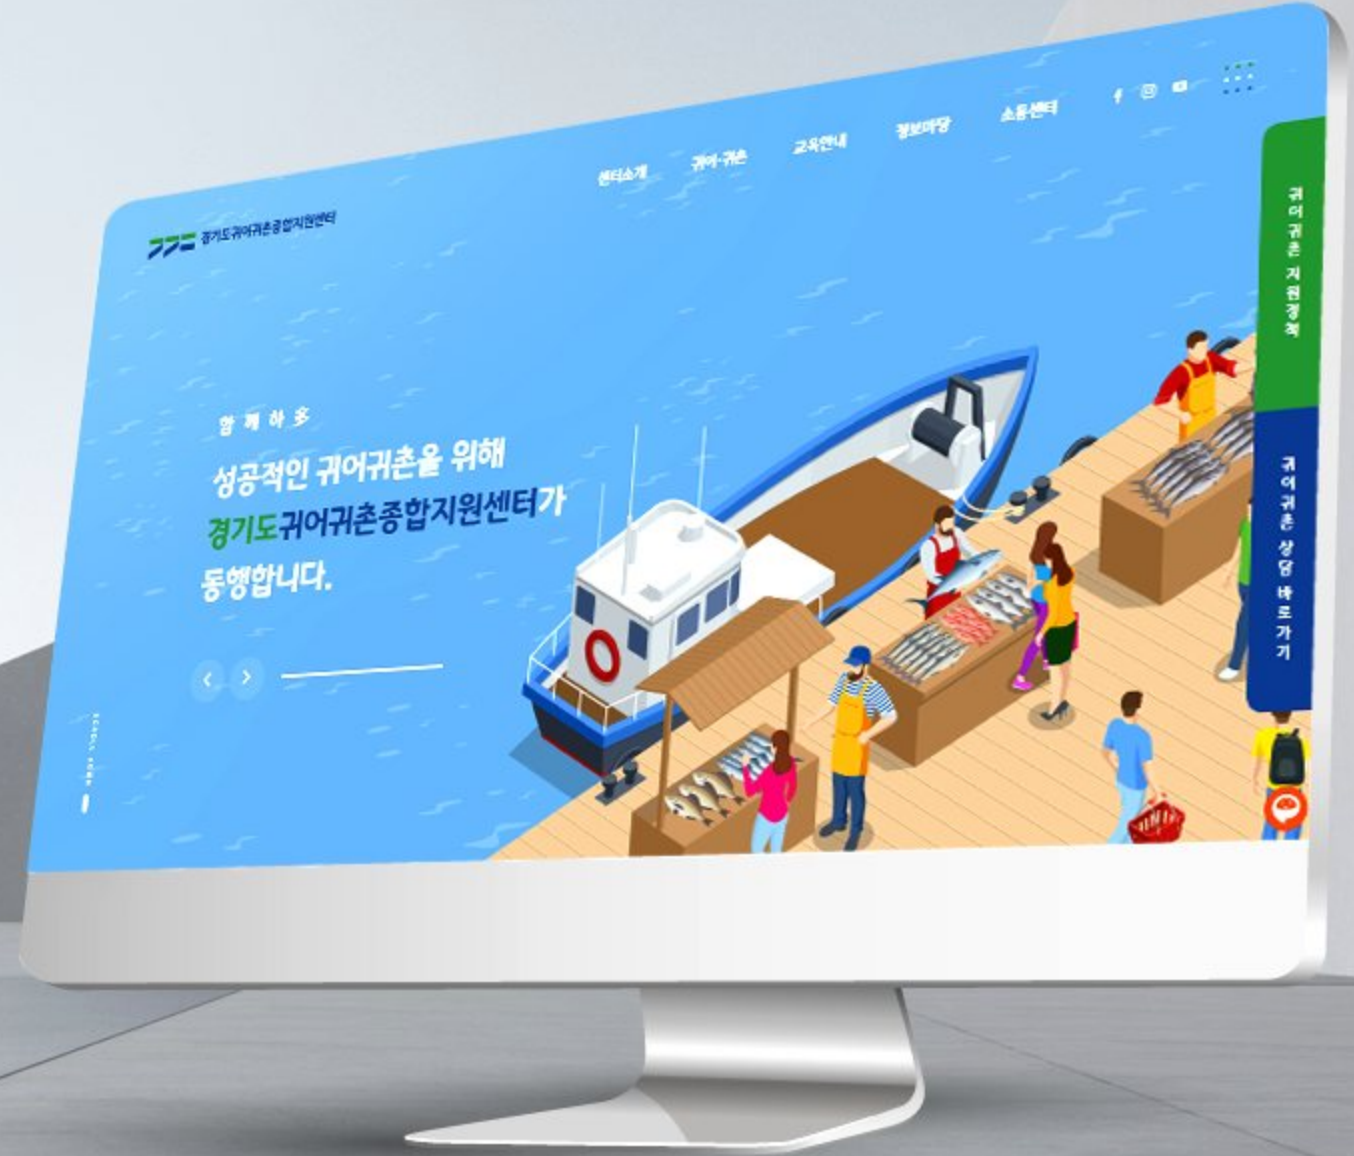 센터소개
귀어·귀촌
교육안내
정보마당
소통센터
경기도귀어귀촌종합지원센터
함께하多
성공적인 귀어귀촌을 위해
경기도귀어귀촌종합지원센터가
동행합니다.
SCROLL DOWN
귀어귀촌 지원정책
귀어귀촌 상담 바로가기